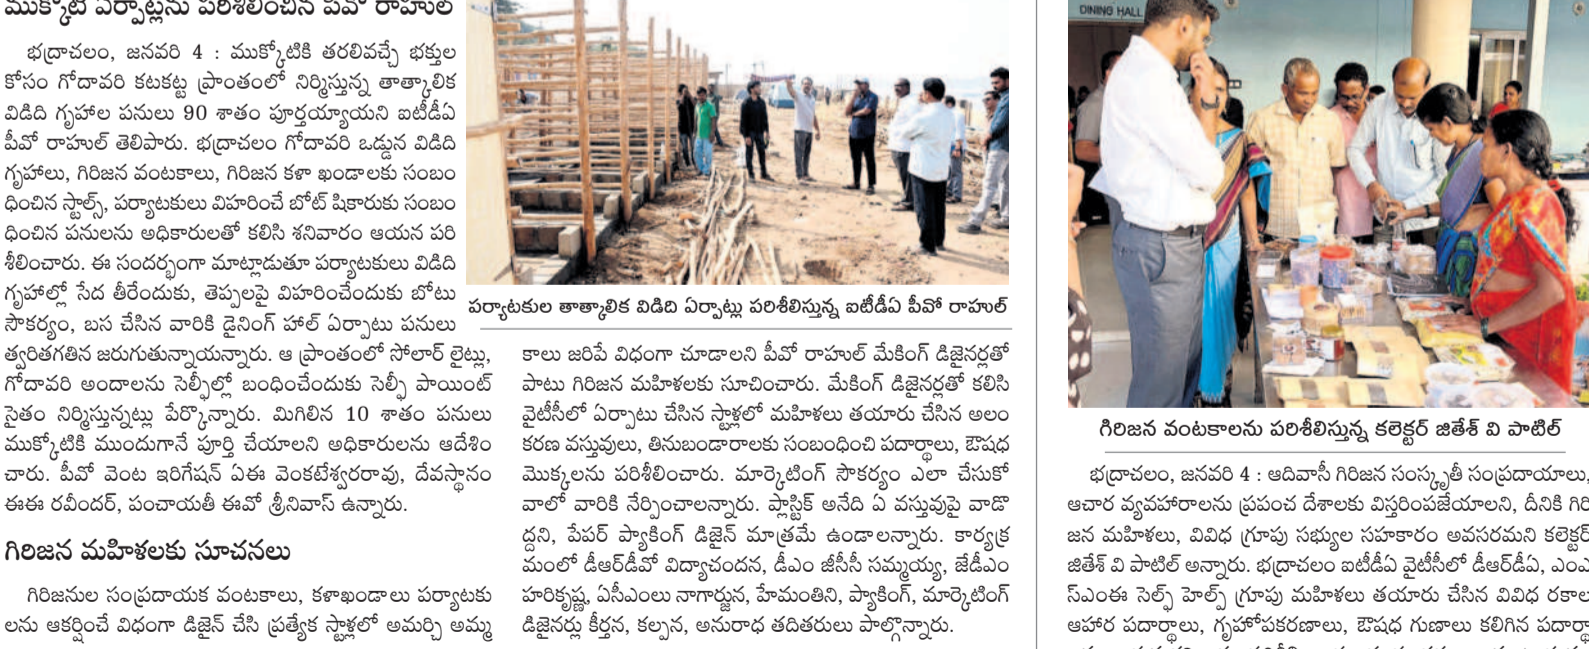 ముక్కోటి ఏర్పాట్లను పరిశీలించిన పీవో రాహుల్
భద్రాచలం, జనవరి 4 : ముక్కోటికి తరలివచ్చే భక్తుల
కోసం గోదావరి కటకట్ట ప్రాంతంలో నిర్మిస్తున్న తాత్కాలిక
విడిది గృహాల పనులు 90 శాతం పూర్తయ్యాయని ఐటీడీఏ
పీవో రాహుల్ తెలిపారు. భద్రాచలం గోదావరి ఒడ్డున విడిది
గృహాలు, గిరిజన వంటకాలు, గిరిజన కళా ఖండాలకు సంబం
ధించిన స్టాల్స్, పర్యాటకులు విహరించే బోట్ షికారుకు సంబం
ధించిన పనులను అధికారులతో కలిసి శనివారం ఆయన పరి
శీలించారు. ఈ సందర్భంగా మాట్లాడుతూ పర్యాటకులు విడిది
గృహాల్లో సేద తీరేందుకు, తెప్పలపై విహరించేందుకు బోటు
సౌకర్యం, బస చేసిన వారికి డైనింగ్ హాల్ ఏర్పాటు పనులు
త్వరితగతిన జరుగుతున్నాయన్నారు. ఆ ప్రాంతంలో సోలార్ లైట్లు,
గోదావరి అందాలను సెల్ఫీల్లో బంధించేందుకు సెల్ఫీ పాయింట్
సైతం నిర్మిస్తున్నట్లు పేర్కొన్నారు. మిగిలిన 10 శాతం పనులు
ముక్కోటికి ముందుగానే పూర్తి చేయాలని అధికారులను ఆదేశిం
చారు. పీవో వెంట ఇరిగేషన్ ఏఈ వెంకటేశ్వరరావు, దేవస్థానం
ఈఈ రవీందర్, పంచాయతీ ఈవో శ్రీనివాస్ ఉన్నారు.
గిరిజన మహిళలకు సూచనలు
గిరిజనుల సంప్రదాయక వంటకాలు, కళాఖండాలు పర్యాటకు
లను ఆకర్షించే విధంగా డిజైన్ చేసి ప్రత్యేక స్టాళ్లలో అమర్చి అమ్మ
పర్యాటకుల తాత్కాలిక విడిది ఏర్పాట్లు పరిశీలిస్తున్న ఐటీడీఏ పీవో రాహుల్
కాలు జరిపే విధంగా చూడాలని పీవో రాహుల్ మేకింగ్ డిజైనర్లతో
పాటు గిరిజన మహిళలకు సూచించారు. మేకింగ్ డిజైనర్లతో కలిసి
వైటీసీలో ఏర్పాటు చేసిన స్టాళ్లలో మహిళలు తయారు చేసిన అలం
కరణ వస్తువులు, తినుబండారాలకు సంబంధించి పదార్థాలు, ఔషధ
మొక్కలను పరిశీలించారు. మార్కెటింగ్ సౌకర్యం ఎలా చేసుకో
వాలో వారికి నేర్పించాలన్నారు. ప్లాస్టిక్ అనేది ఏ వస్తువుపై వాడొ
ద్దని, పేపర్ ప్యాకింగ్ డిజైన్ మాత్రమే ఉండాలన్నారు. కార్యక్ర
మంలో డీఆర్‌డీవో విద్యాచందన, డీఎం జీసీసీ సమ్మయ్య, జేడీఎం
హరికృష్ణ, ఏసీఎంలు నాగార్జున, హేమంతిని, ప్యాకింగ్, మార్కెటింగ్
డిజైనర్లు కీర్తన, కల్పన, అనురాధ తదితరులు పాల్గొన్నారు.
DINING HALL
గిరిజన వంటకాలను పరిశీలిస్తున్న కలెక్టర్ జితేశ్ వి పాటిల్
భద్రాచలం, జనవరి 4 : ఆదివాసీ గిరిజన సంస్కృతీ సంప్రదాయాలు,
ఆచార వ్యవహారాలను ప్రపంచ దేశాలకు విస్తరింపజేయాలని, దీనికి గిరి
జన మహిళలు, వివిధ గ్రూపు సభ్యుల సహకారం అవసరమని కలెక్టర్
జితేశ్ వి పాటిల్ అన్నారు. భద్రాచలం ఐటీడీఏ వైటీసీలో డీఆర్‌డీఏ, ఎంఎ
స్ఎంఈ సెల్ఫ్ హెల్ప్ గ్రూపు మహిళలు తయారు చేసిన వివిధ రకాల
ఆహార పదార్థాలు, గృహోపకరణాలు, ఔషధ గుణాలు కలిగిన పదార్థా